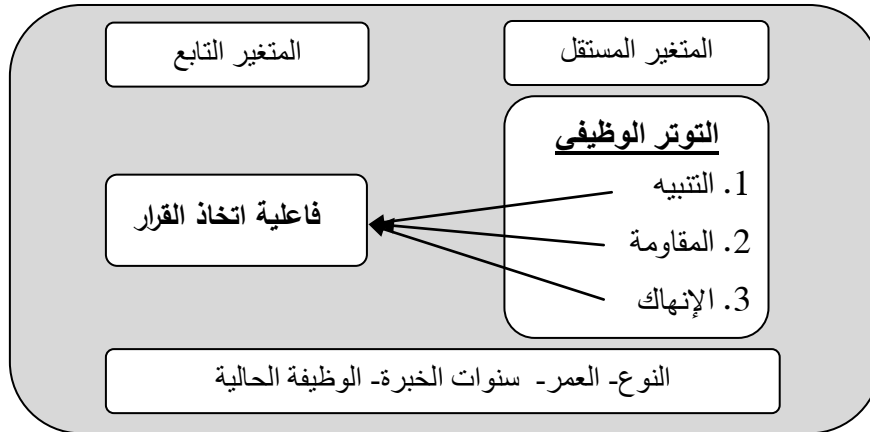 المتغير المستقل
المتغير التابع
التوتر الوظيفي
1. التنبيه
2. المقاومة
3. الإنهاك
فاعلية اتخاذ القرار
النوع- العمر- سنوات الخبرة- الوظيفة الحالية